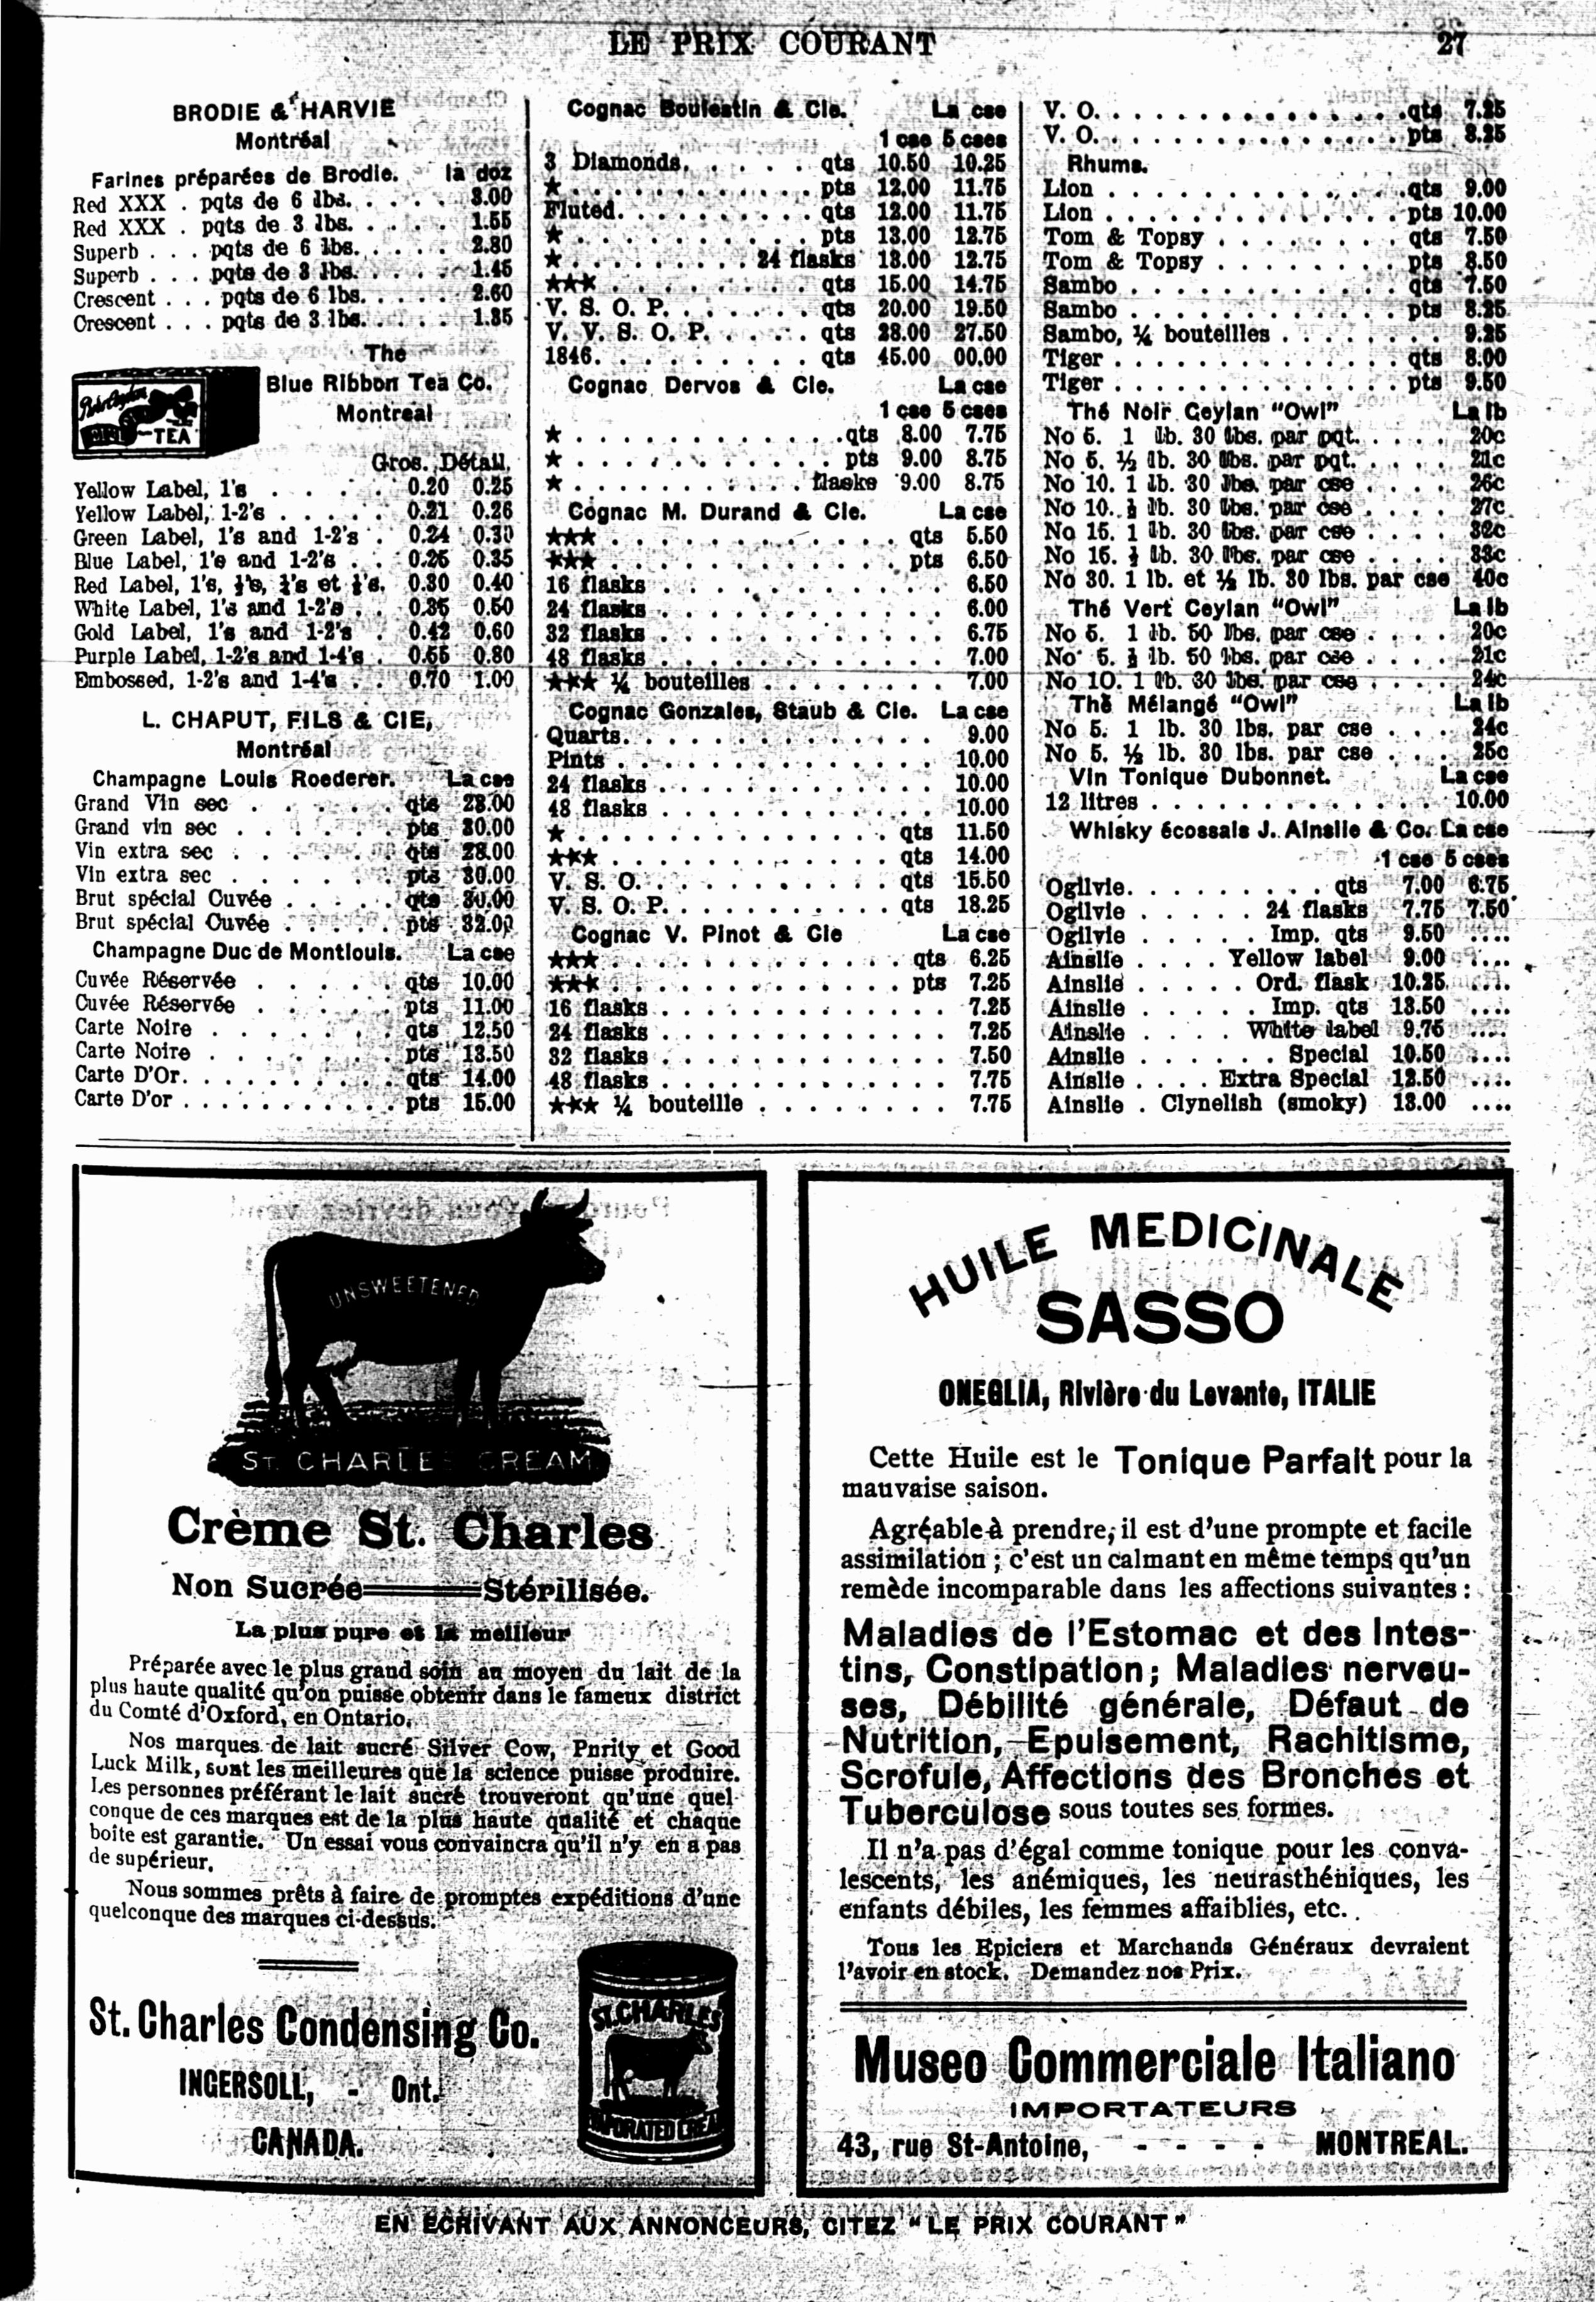 LE PRIX COURANT 27
BRODIE & HARVIE
Montréal
Farines préparées de Brodie. la doz
Red XXX . pqts de 6 lbs. . . . . 3.00
Red XXX . pqts de 3 lbs. . . . . 1.55
Superb . . . pqts de 6 lbs. . . . . 2.80
Superb . . . pqts de 3 lbs. . . . . 1.45
Crescent . . . pqts de 6 lbs. . . . . 2.60
Crescent . . . pqts de 3 lbs. . . . . 1.35
The
Blue Ribbon Tea Co.
Montreal
TEA
Gros. Détail.
Yellow Label, 1's . . . . . 0.20 0.25
Yellow Label, 1-2's . . . . . 0.21 0.26
Green Label, 1's and 1-2's . 0.24 0.30
Blue Label, 1's and 1-2's . . 0.25 0.35
Red Label, 1's, ½'s, ¼'s et ⅛'s. 0.30 0.40
White Label, 1's and 1-2's . . 0.35 0.50
Gold Label, 1's and 1-2's . 0.42 0.60
Purple Label, 1-2's and 1-4's . 0.55 0.80
Embossed, 1-2's and 1-4's . . 0.70 1.00
L. CHAPUT, FILS & CIE,
Montréal
Champagne Louis Roederer. La cse
Grand Vin sec . . . . . qts 28.00
Grand vin sec . . . . . pts 30.00
Vin extra sec . . . . . qts 28.00
Vin extra sec . . . . . pts 30.00
Brut spécial Cuvée . . . . . qts 30.00
Brut spécial Cuvée . . . . . pts 32.00
Champagne Duc de Montlouis. La cse
Cuvée Réservée . . . . . qts 10.00
Cuvée Réservée . . . . . pts 11.00
Carte Noire . . . . . . qts 12.50
Carte Noire . . . . . . pts 13.50
Carte D'Or. . . . . . . . . qts 14.00
Carte D'or . . . . . . . . . pts 15.00
Cognac Boulestin & Cie. La cse
1 cse 5 cses
3 Diamonds. . . . . . qts 10.50 10.25
★ . . . . . . . . . . pts 12.00 11.75
Fluted. . . . . . . . . qts 12.00 11.75
★ . . . . . . . . . . pts 13.00 12.75
★ . . . . . . . . 24 flasks 13.00 12.75
★★★ . . . . . . . . . qts 15.00 14.75
V. S. O. P. . . . . . . qts 20.00 19.50
V. V. S. O. P. . . . . . qts 28.00 27.50
1846. . . . . . . . . . qts 45.00 00.00
Cognac Dervos & Cie. La cse
1 cse 5 cses
★ . . . . . . . . . . . qts 8.00 7.75
★ . . . . . . . . . . . pts 9.00 8.75
★ . . . . . . . . . . flasks 9.00 8.75
Cognac M. Durand & Cie. La cse
★★★ . . . . . . . . . . . . qts 5.50
★★★ . . . . . . . . . . . . pts 6.50
16 flasks . . . . . . . . . . . . 6.50
24 flasks . . . . . . . . . . . . 6.00
32 flasks . . . . . . . . . . . . 6.75
48 flasks . . . . . . . . . . . . 7.00
★★★ ½ bouteilles . . . . . . . . 7.00
Cognac Gonzales, Staub & Cie. La cse
Quarts. . . . . . . . . . . . . 9.00
Pints . . . . . . . . . . . . . 10.00
24 flasks . . . . . . . . . . . . 10.00
48 flasks . . . . . . . . . . . . 10.00
★ . . . . . . . . . . . . . qts 11.50
★★★ . . . . . . . . . . . . qts 14.00
V. S. O. . . . . . . . . . . qts 15.50
V. S. O. P. . . . . . . . . . qts 18.25
Cognac V. Pinot & Cie La cse
★★★ . . . . . . . . . . . . qts 6.25
★★★ . . . . . . . . . . . . pts 7.25
16 flasks . . . . . . . . . . . . 7.25
24 flasks . . . . . . . . . . . . 7.25
32 flasks . . . . . . . . . . . . 7.50
48 flasks . . . . . . . . . . . . 7.75
★★★ ½ bouteille . . . . . . . . 7.75
V. O. . . . . . . . . . . . . . qts 7.25
V. O. . . . . . . . . . . . . . pts 8.25
Rhums.
Lion . . . . . . . . . . . . . qts 9.00
Lion . . . . . . . . . . . . . pts 10.00
Tom & Topsy . . . . . . . . qts 7.50
Tom & Topsy . . . . . . . . pts 8.50
Sambo . . . . . . . . . . . . qts 7.50
Sambo . . . . . . . . . . . . pts 8.25
Sambo, ½ bouteilles . . . . . . . . 9.25
Tiger . . . . . . . . . . . . qts 8.00
Tiger . . . . . . . . . . . . pts 9.50
Thé Noir Ceylan "Owl" La lb
No 5. 1 lb. 30 lbs. par pqt. . . . . 20c
No 5. ½ lb. 30 lbs. par pqt. . . . . 21c
No 10. 1 lb. 30 lbs. par cse . . . . 26c
No 10. ½ lb. 30 lbs. par cse . . . . 27c
No 15. 1 lb. 30 lbs. par cse . . . . 32c
No 15. ½ lb. 30 lbs. par cse . . . . 33c
No 30. 1 lb. et ½ lb. 30 lbs. par cse 40c
Thé Vert Ceylan "Owl" La lb
No 5. 1 lb. 50 lbs. par cse . . . . 20c
No 5. ½ lb. 50 lbs. par cse . . . . 21c
No 10. 1 lb. 30 lbs. par cse . . . . 24c
Thé Mélangé "Owl" La lb
No 5. 1 lb. 30 lbs. par cse . . . 24c
No 5. ½ lb. 30 lbs. par cse . . . 25c
Vin Tonique Dubonnet. La cse
12 litres . . . . . . . . . . . . 10.00
Whisky écossais J. Ainslie & Co. La cse
1 cse 5 cses
Ogilvie. . . . . . . . . qts 7.00 6.75
Ogilvie . . . . . 24 flasks 7.75 7.50
Ogilvie . . . . . Imp. qts 9.50 ....
Ainslie . . . . Yellow label 9.00 ....
Ainslie . . . . . Ord. flask 10.25 ....
Ainslie . . . . . Imp. qts 13.50 ....
Ainslie . . . . White label 9.75 ....
Ainslie . . . . . . Special 10.50 ....
Ainslie . . . . Extra Special 12.50 ....
Ainslie . Clynelish (smoky) 13.00 ....
UNSWEETENED
ST. CHARLES CREAM
Crème St. Charles
Non Sucrée Stérilisée.
La plus pure et la meilleur
Préparée avec le plus grand soin au moyen du lait de la
plus haute qualité qu'on puisse obtenir dans le fameux district
du Comté d'Oxford, en Ontario.
Nos marques de lait sucré Silver Cow, Purity et Good
Luck Milk, sont les meilleures que la science puisse produire.
Les personnes préférant le lait sucré trouveront qu'une quel
conque de ces marques est de la plus haute qualité et chaque
boite est garantie. Un essai vous convaincra qu'il n'y en a pas
de supérieur.
Nous sommes prêts à faire de promptes expéditions d'une
quelconque des marques ci-dessus.
St. Charles Condensing Co.
INGERSOLL, - Ont.
CANADA.
ST. CHARLES
EVAPORATED CREAM
HUILE MEDICINALE
SASSO
ONEGLIA, Rivière du Levante, ITALIE
Cette Huile est le Tonique Parfait pour la
mauvaise saison.
Agréable à prendre, il est d'une prompte et facile
assimilation ; c'est un calmant en même temps qu'un
remède incomparable dans les affections suivantes :
Maladies de l'Estomac et des Intes-
tins, Constipation ; Maladies nerveu-
ses, Débilité générale, Défaut de
Nutrition, Epuisement, Rachitisme,
Scrofule, Affections des Bronches et
Tuberculose sous toutes ses formes.
Il n'a pas d'égal comme tonique pour les conva-
lescents, les anémiques, les neurasthéniques, les
enfants débiles, les femmes affaiblies, etc.
Tous les Epiciers et Marchands Généraux devraient
l'avoir en stock. Demandez nos Prix.
Museo Commerciale Italiano
IMPORTATEURS
43, rue St-Antoine, - - - - MONTREAL.
EN ECRIVANT AUX ANNONCEURS, CITEZ "LE PRIX COURANT"